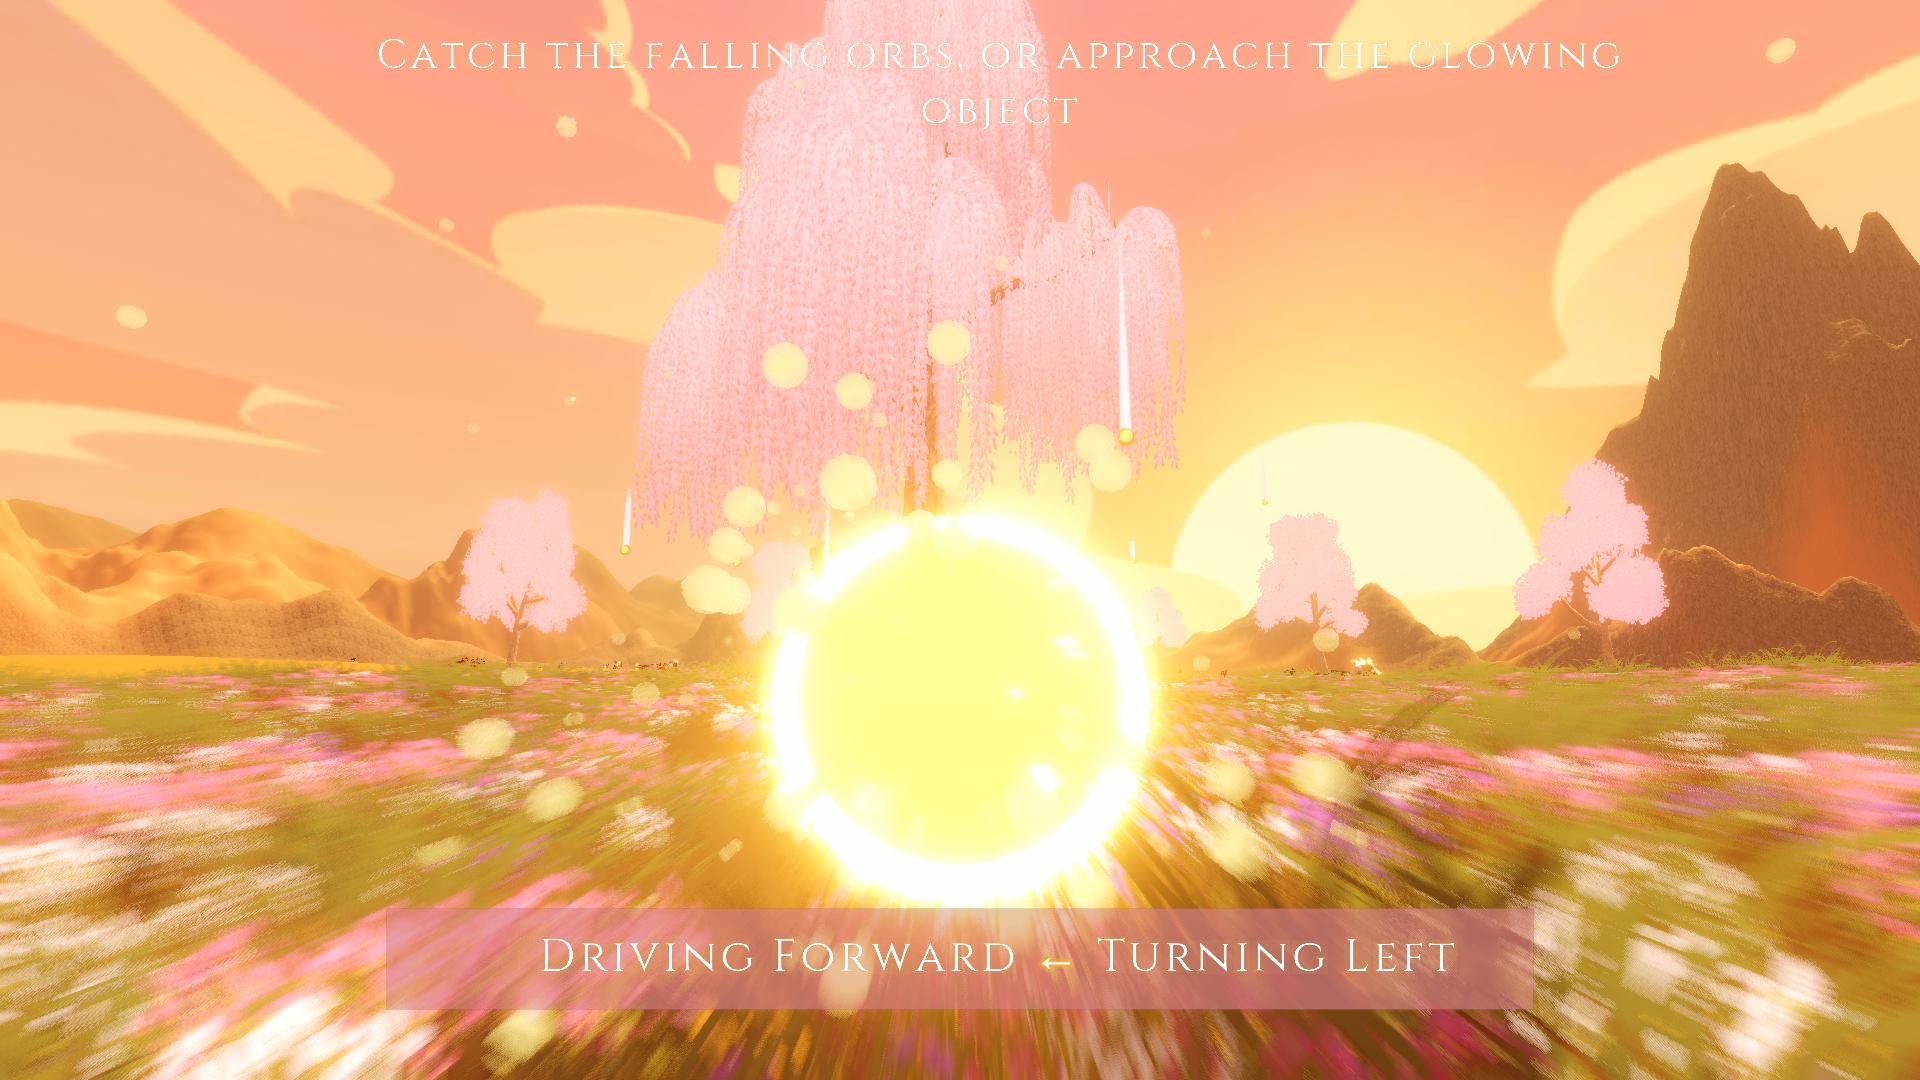 Catch the falling orbs, or approach the glowing
object
Driving Forward ← Turning Left